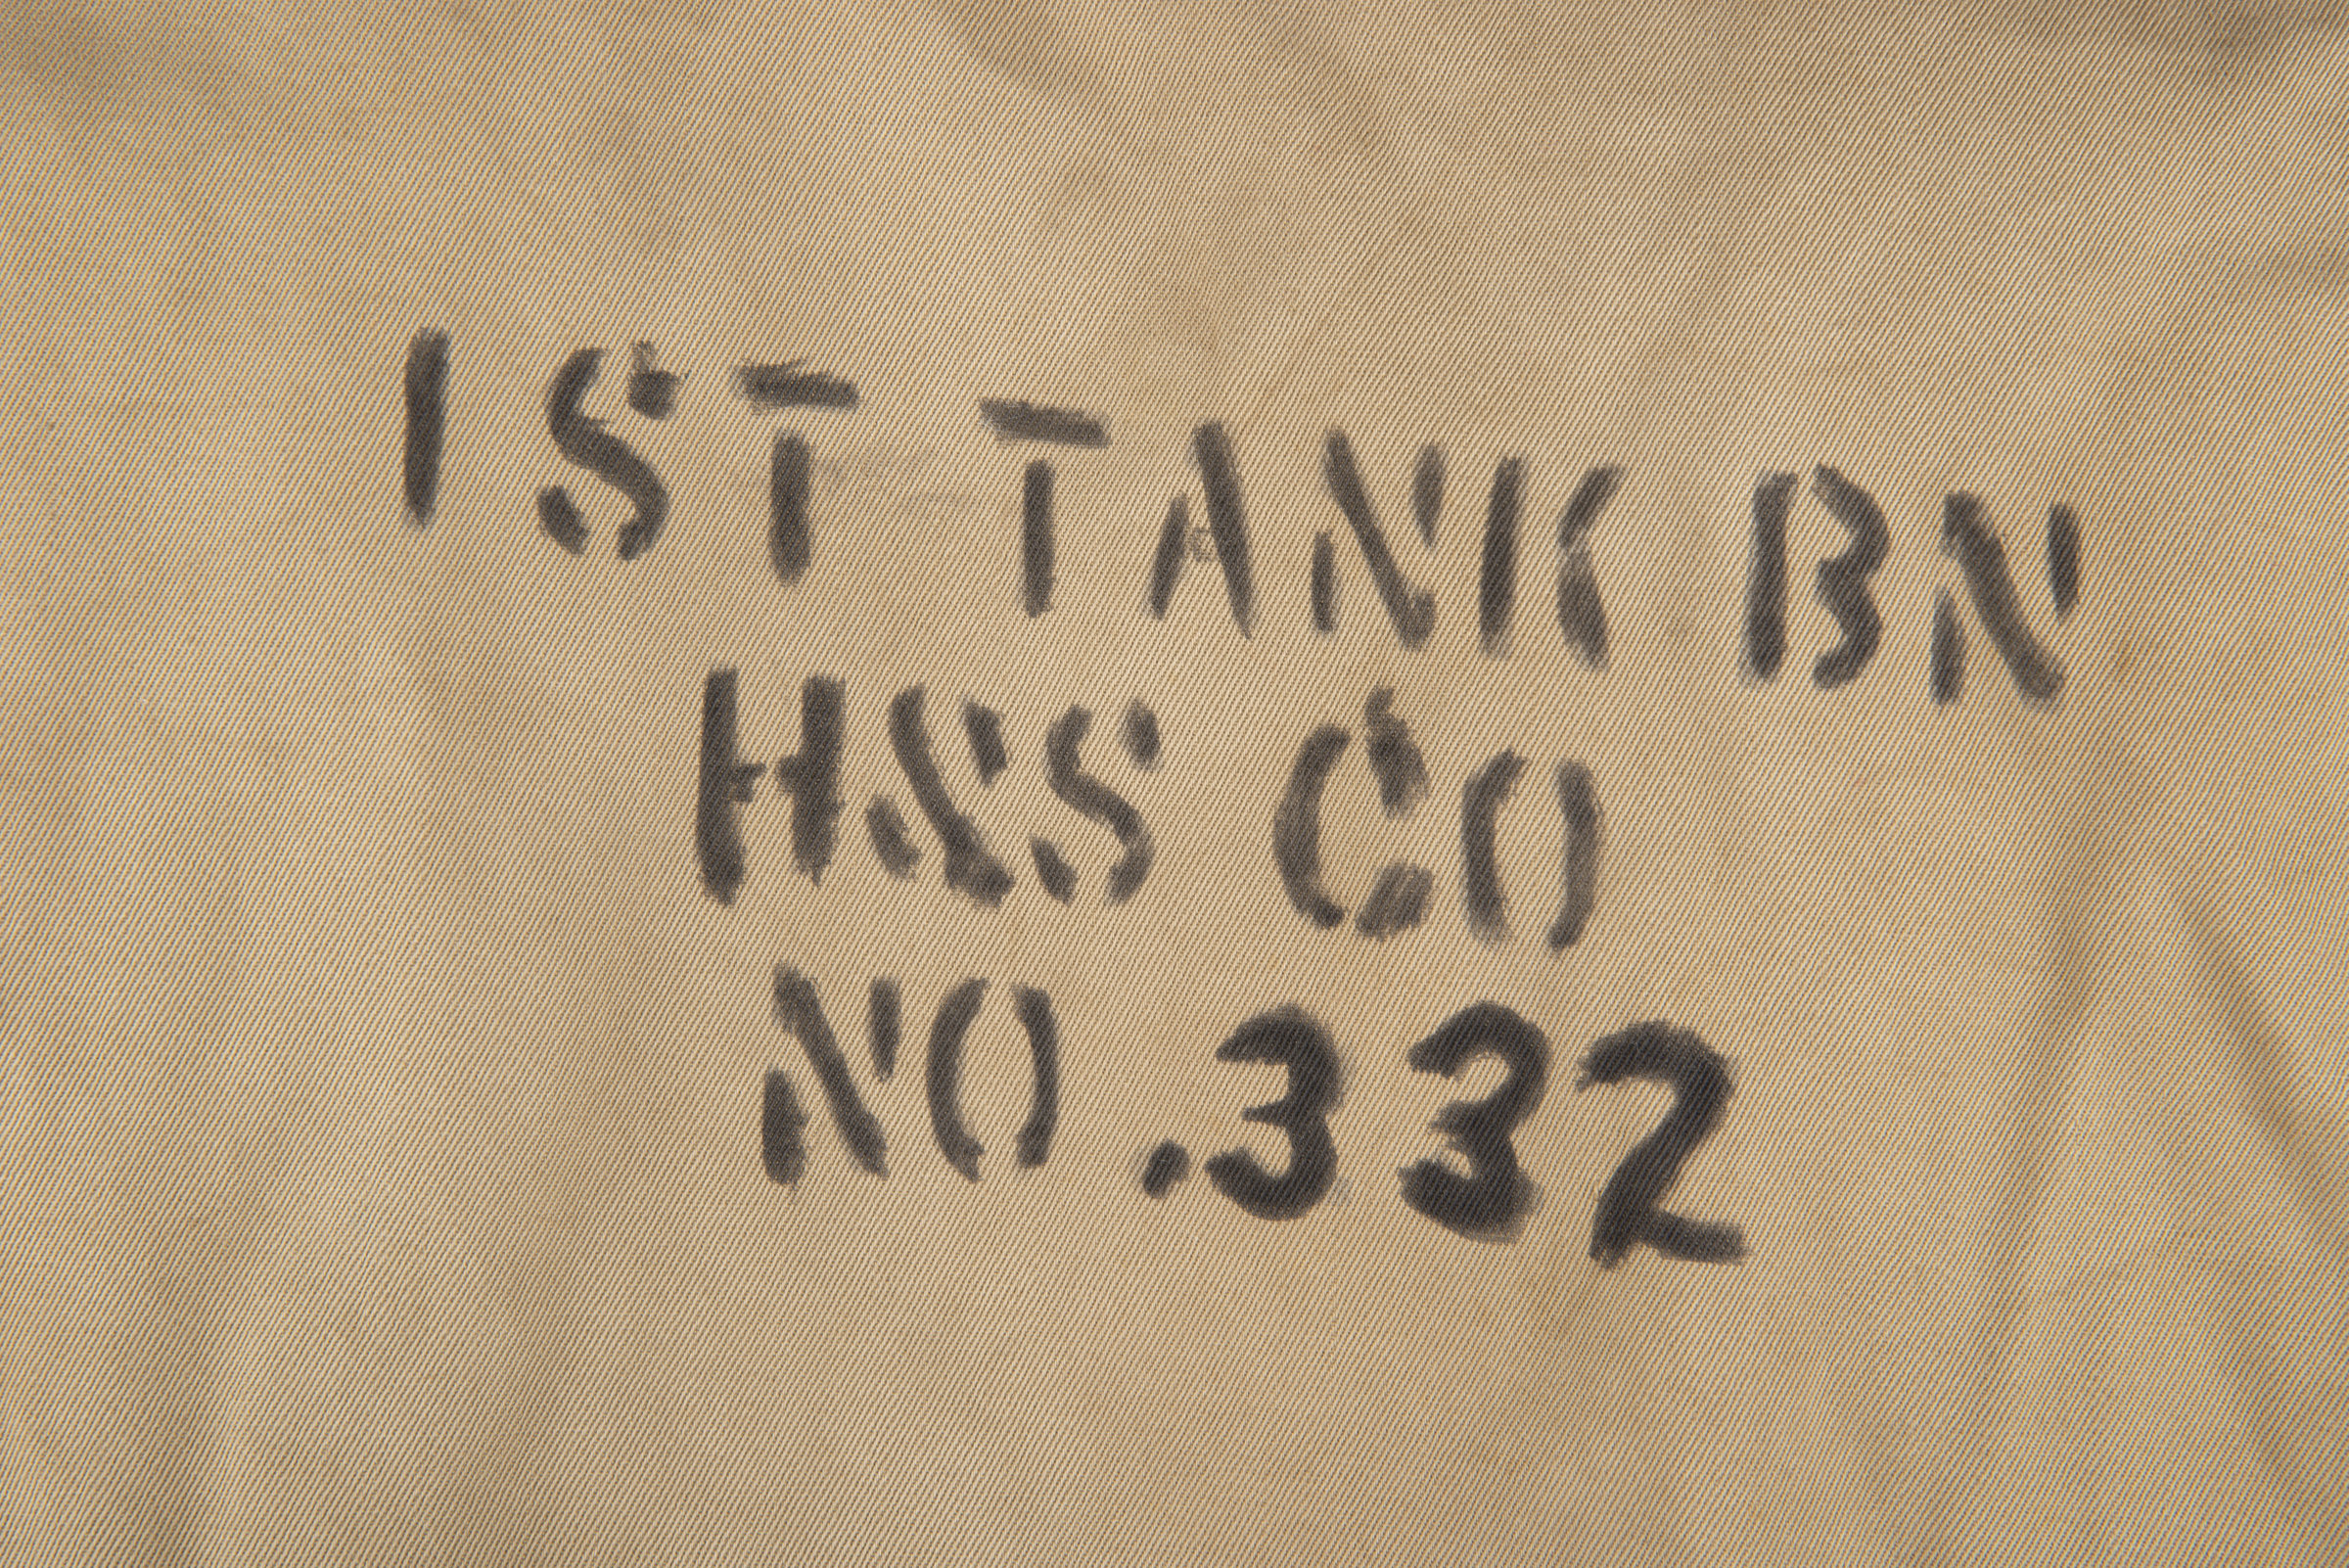 1ST TANK BN
H&S CO
NO.332